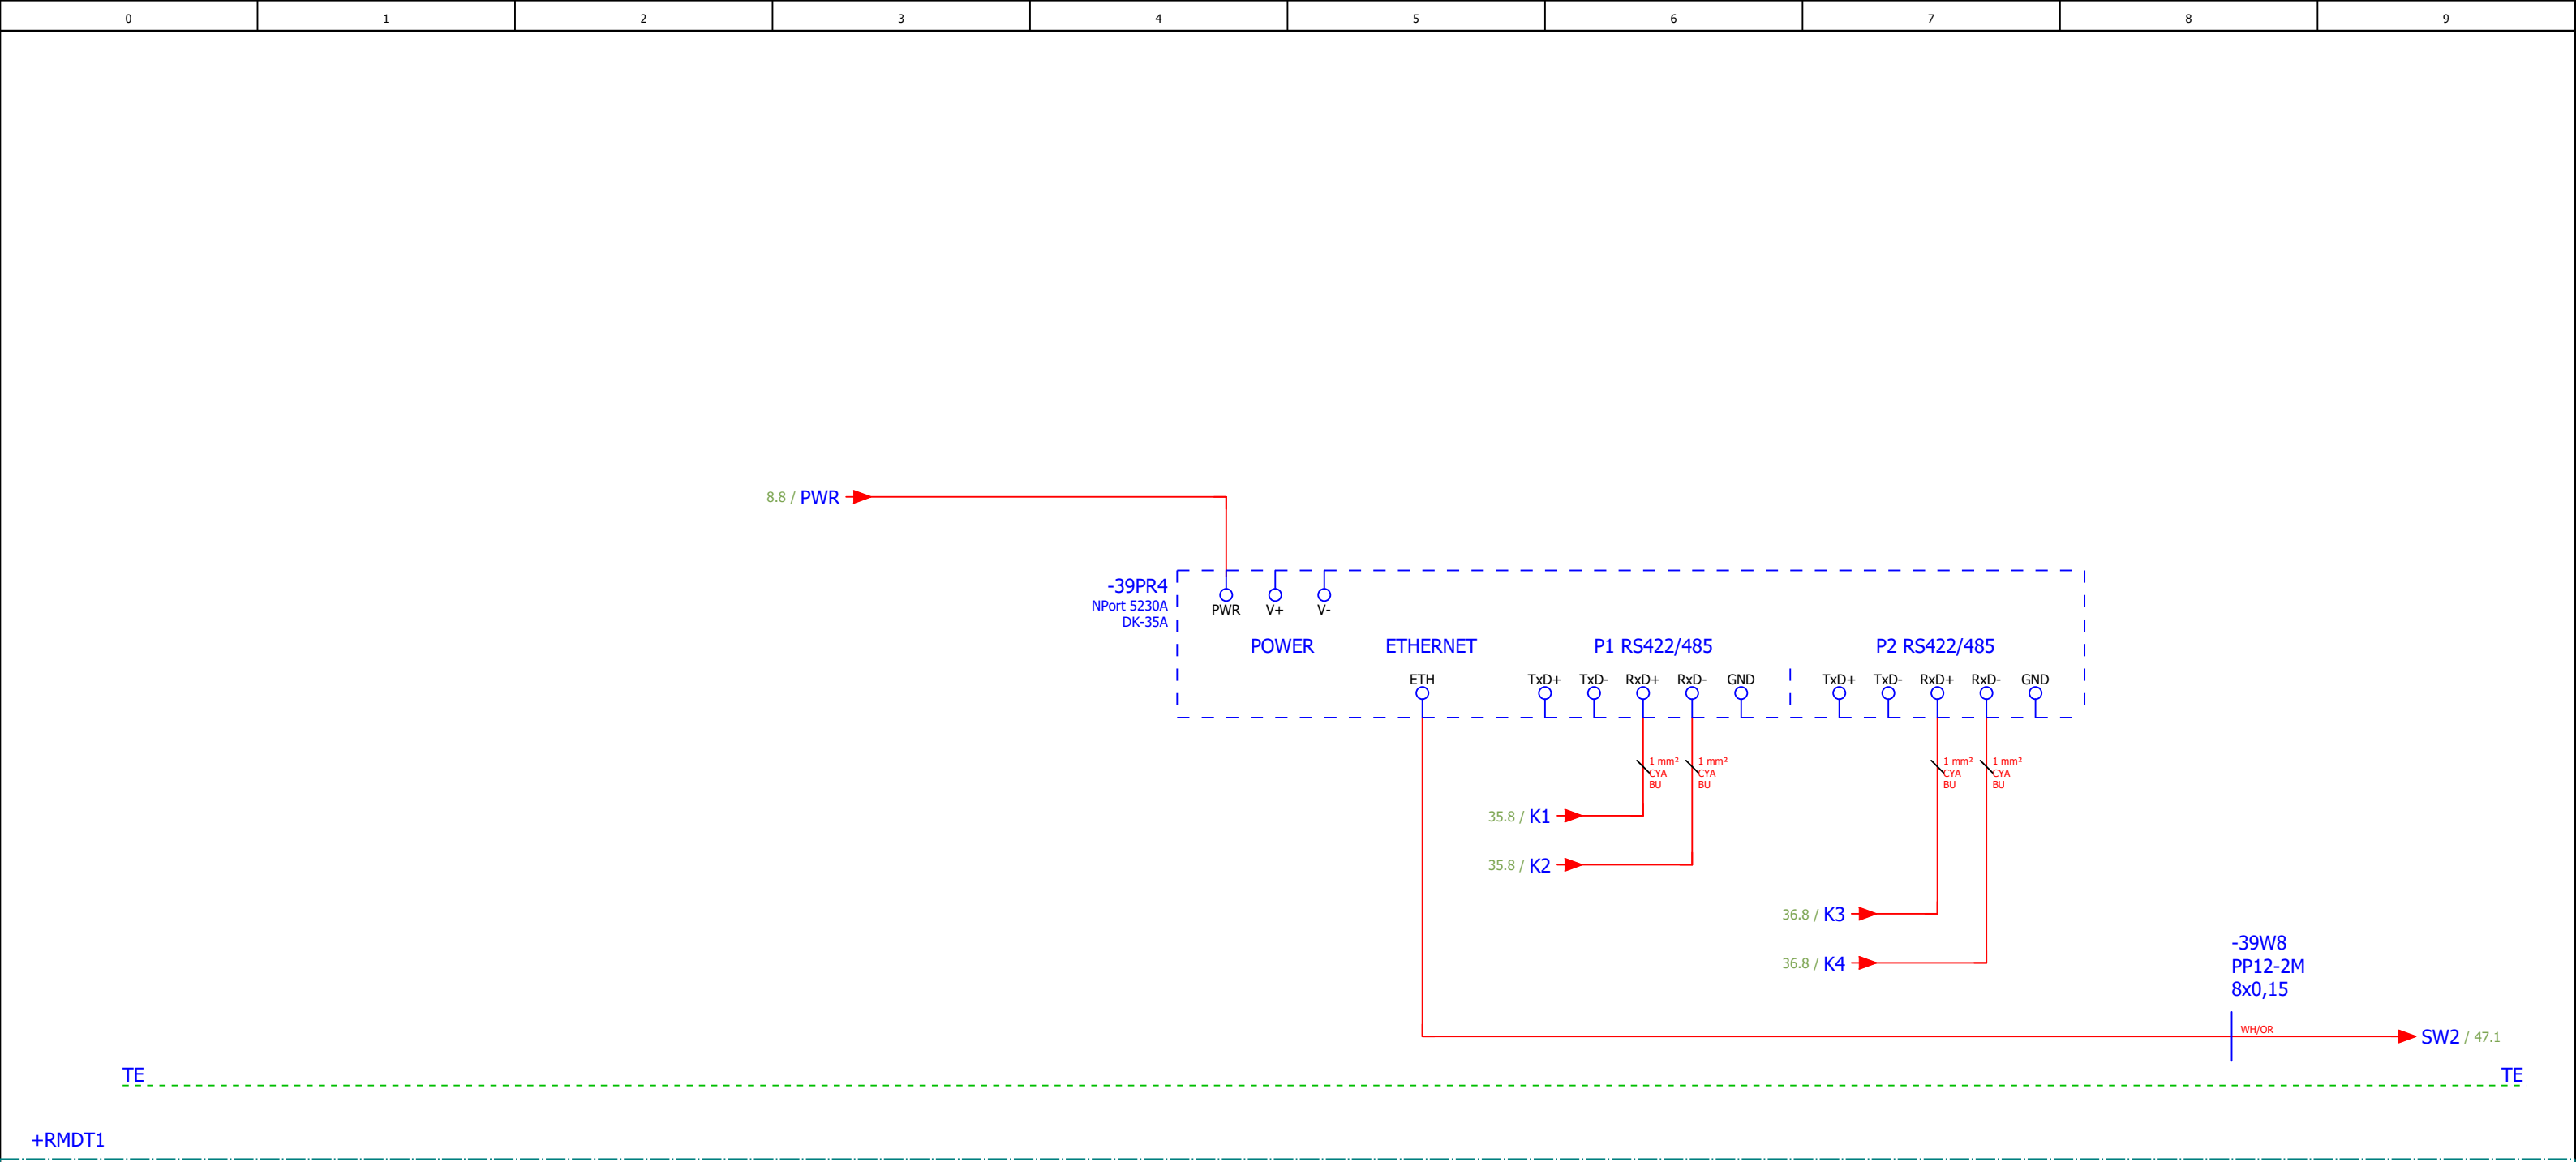 0 1 2 3 4 5 6 7 8 9
8.8 / PWR
-39PR4
NPort 5230A
DK-35A
PWR V+ V-
POWER ETHERNET P1 RS422/485 P2 RS422/485
ETH TxD+ TxD- RxD+ RxD- GND TxD+ TxD- RxD+ RxD- GND
1 mm² 1 mm² 1 mm² 1 mm²
CYA CYA CYA CYA
BU BU BU BU
35.8 / K1
35.8 / K2
36.8 / K3
36.8 / K4
-39W8
PP12-2M
8x0,15
WH/OR
SW2 / 47.1
TE TE
+RMDT1